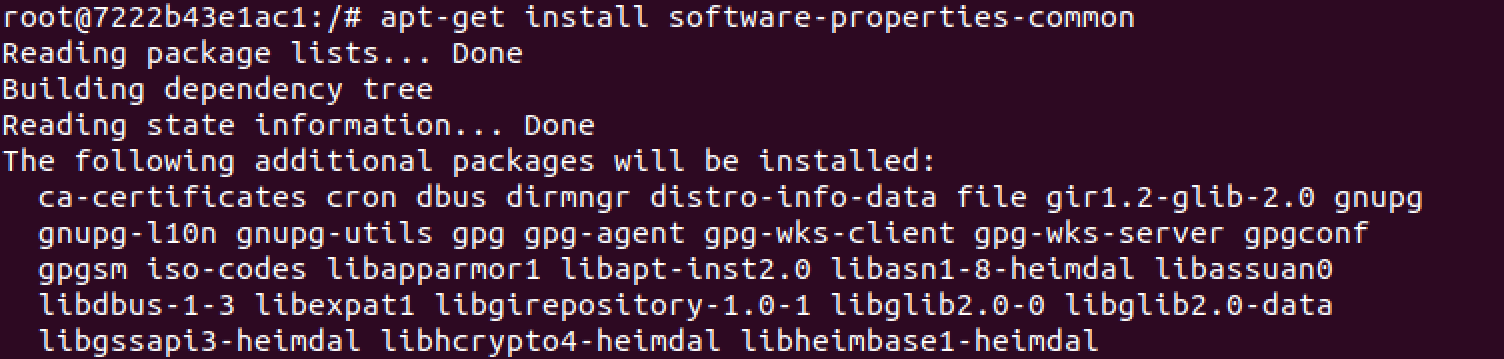 root@7222b43e1ac1:/# apt-get install software-properties-common
Reading package lists... Done
Building dependency tree
Reading state information... Done
The following additional packages will be installed:
  ca-certificates cron dbus dirmngr distro-info-data file gir1.2-glib-2.0 gnupg
  gnupg-l10n gnupg-utils gpg gpg-agent gpg-wks-client gpg-wks-server gpgconf
  gpgsm iso-codes libapparmor1 libapt-inst2.0 libasn1-8-heimdal libassuan0
  libdbus-1-3 libexpat1 libgirepository-1.0-1 libglib2.0-0 libglib2.0-data
  libgssapi3-heimdal libhcrypto4-heimdal libheimbase1-heimdal